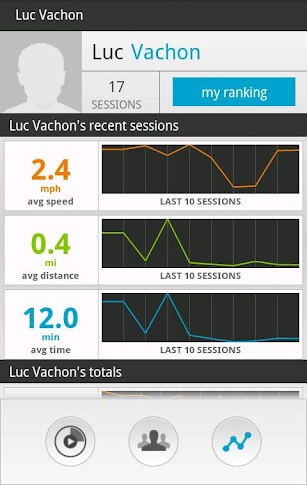 Luc Vachon
Luc Vachon
17
SESSIONS
my ranking
Luc Vachon's recent sessions
2.4
mph
avg speed
LAST 10 SESSIONS
0.4
mi
avg distance
LAST 10 SESSIONS
12.0
min
avg time
LAST 10 SESSIONS
Luc Vachon's totals